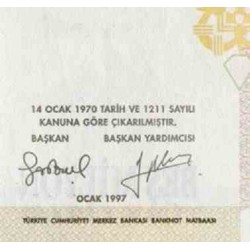 14 OCAK 1970 TARİH VE 1211 SAYILI
KANUNA GÖRE ÇIKARILMIŞTIR.
BAŞKAN BAŞKAN YARDIMCISI
OCAK 1997
TÜRKİYE CUMHURİYET MERKEZ BANKASI BANKNOT MATBAASI